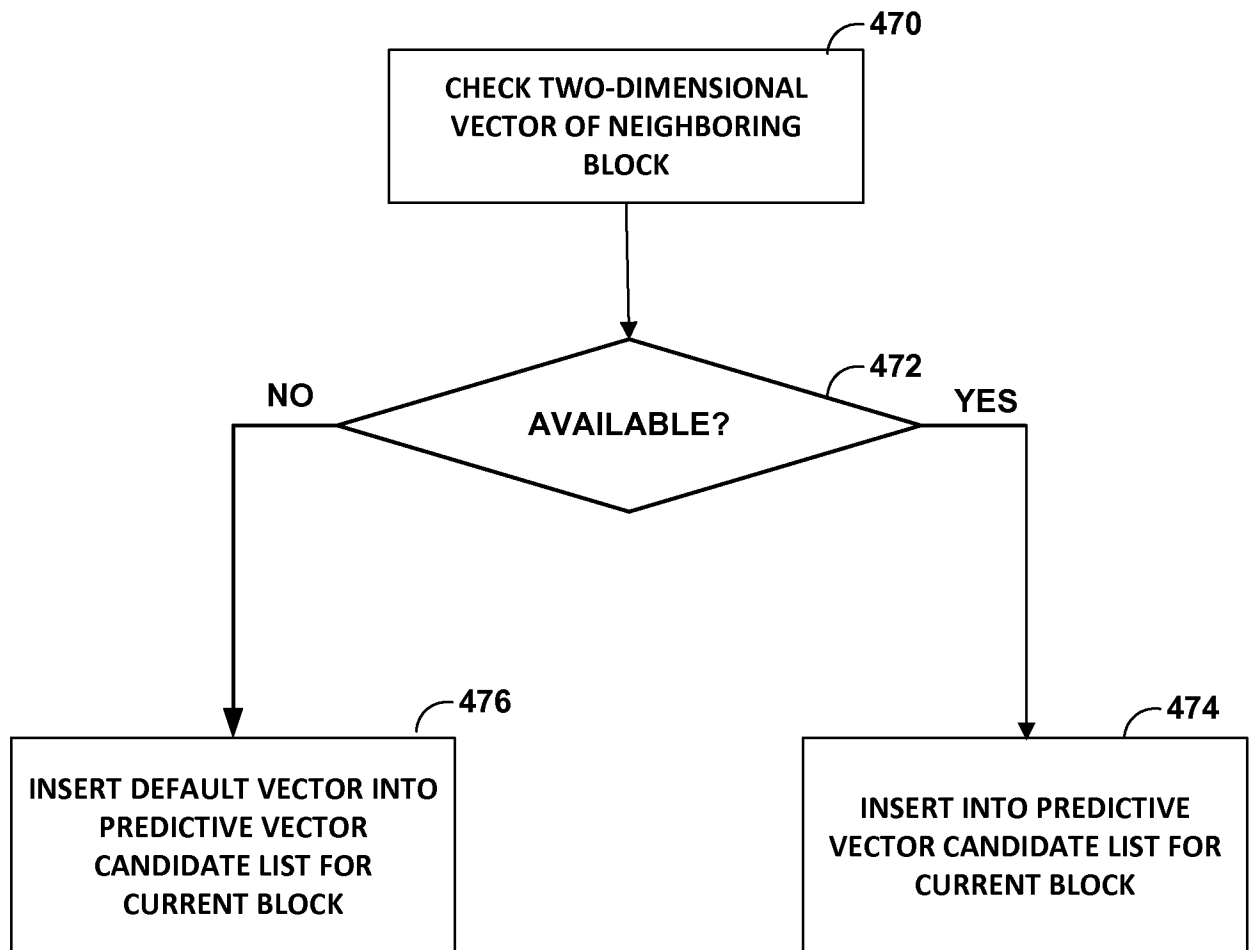 470
CHECK TWO-DIMENSIONAL
VECTOR OF NEIGHBORING
BLOCK
472
NO
YES
AVAILABLE?
476
474
INSERT DEFAULT VECTOR INTO
PREDICTIVE VECTOR
CANDIDATE LIST FOR
CURRENT BLOCK
INSERT INTO PREDICTIVE
VECTOR CANDIDATE LIST FOR
CURRENT BLOCK